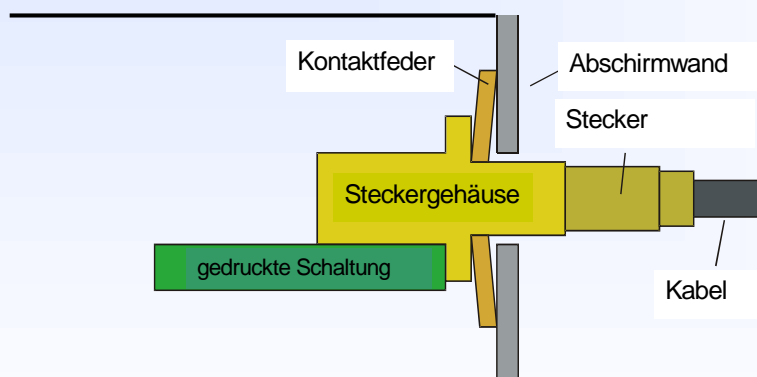 Kontaktfeder
Abschirmwand
Stecker
Steckergehäuse
gedruckte Schaltung
Kabel